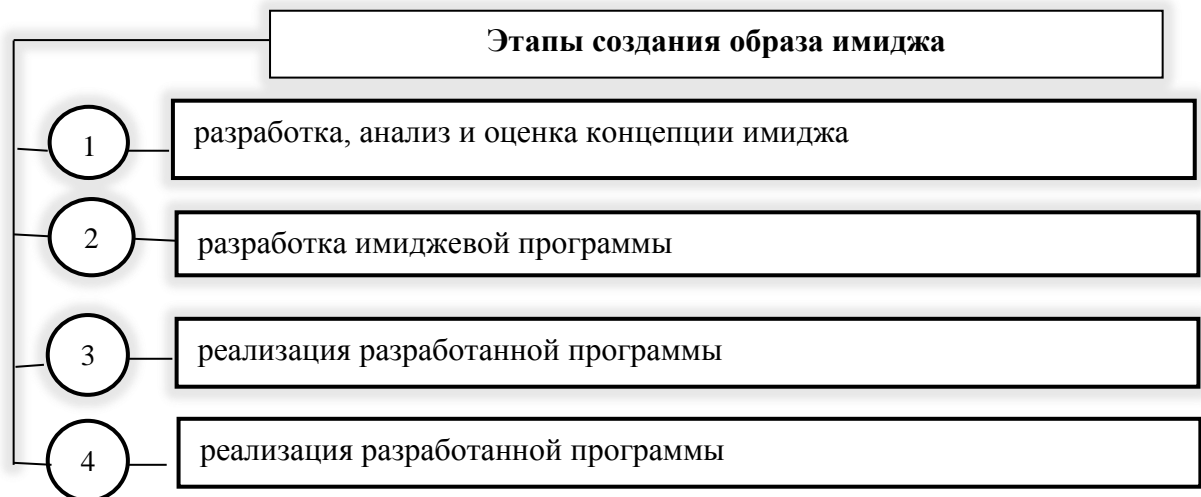 Этапы создания образа имиджа
1
разработка, анализ и оценка концепции имиджа
2
разработка имиджевой программы
3
реализация разработанной программы
4
реализация разработанной программы